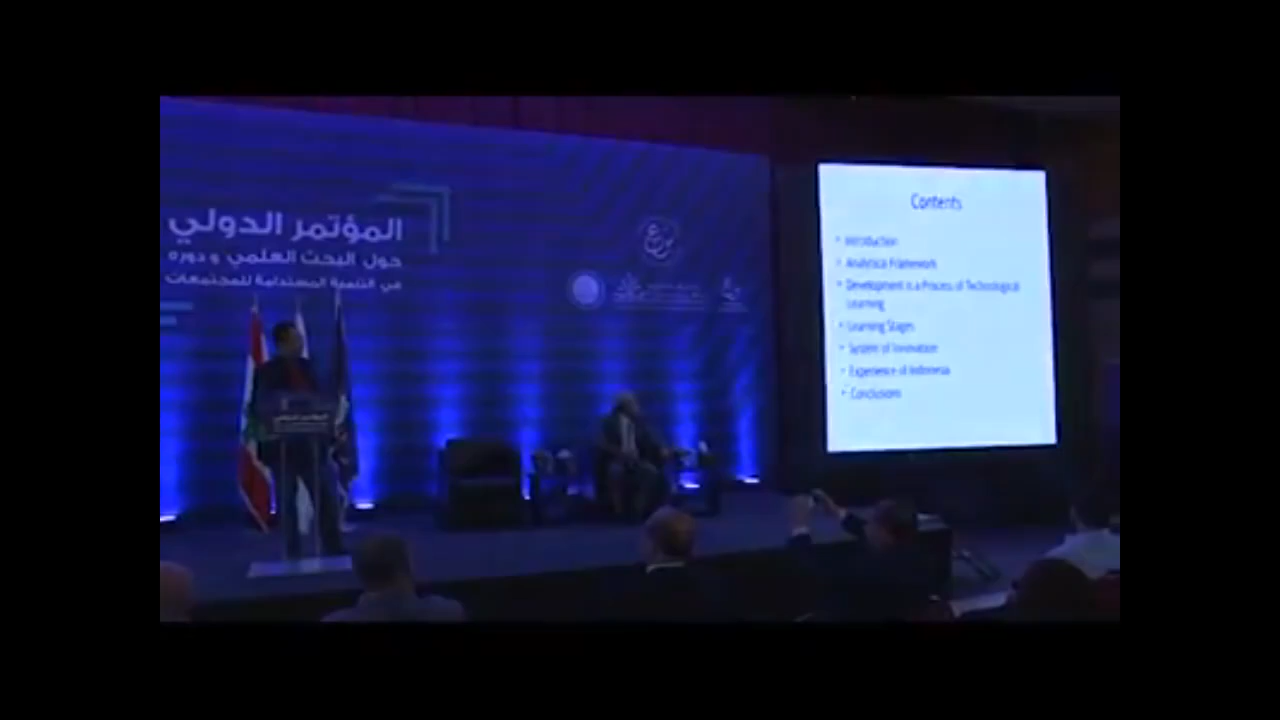 المؤتمر الدولي
حول البحث العلمي و دوره
في التنمية المستدامة للمجتمعات
Contents
• Introduction
• Analytical Framework
• Development is a Process of Technological
Learning
• Learning Stages
• System of Innovation
• Experience of Indonesia
• Conclusions